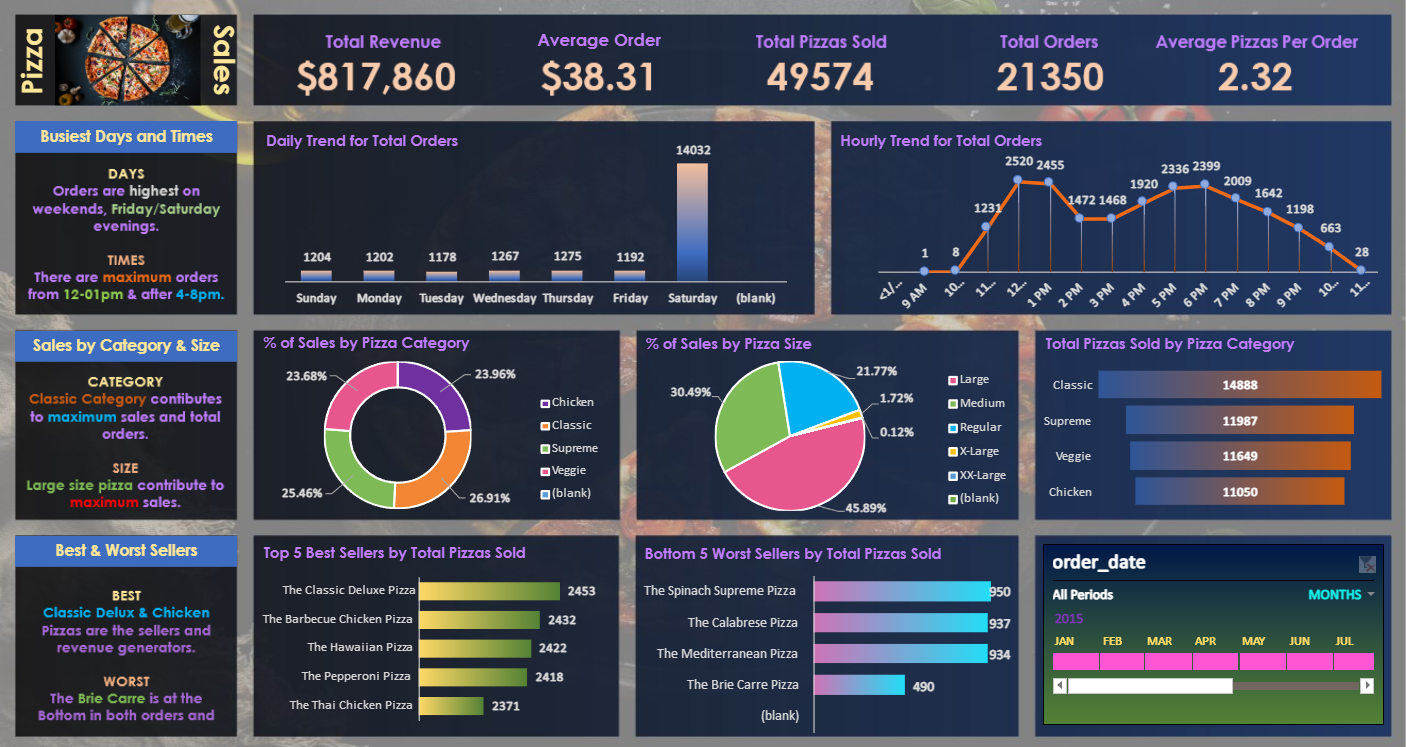 Pizza
Sales
Total Revenue
$817,860
Average Order
$38.31
Total Pizzas Sold
49574
Total Orders
21350
Average Pizzas Per Order
2.32
Busiest Days and Times
DAYS
Orders are highest on
weekends, Friday/Saturday
evenings.
TIMES
There are maximum orders
from 12-01pm & after 4-8pm.
Daily Trend for Total Orders
14032
1204
1202
1178
1267
1275
1192
Sunday
Monday
Tuesday
Wednesday
Thursday
Friday
Saturday
(blank)
Hourly Trend for Total Orders
1
8
1231
2520
2455
1472
1468
1920
2336
2399
2009
1642
1198
663
28
<1/...
9 AM
10...
11...
12...
1 PM
2 PM
3 PM
4 PM
5 PM
6 PM
7 PM
8 PM
9 PM
10...
11...
Sales by Category & Size
CATEGORY
Classic Category contibutes
to maximum sales and total
orders.
SIZE
Large size pizza contribute to
maximum sales.
% of Sales by Pizza Category
23.68%
23.96%
25.46%
26.91%
Chicken
Classic
Supreme
Veggie
(blank)
% of Sales by Pizza Size
21.77%
1.72%
0.12%
30.49%
45.89%
Large
Medium
Regular
X-Large
XX-Large
(blank)
Total Pizzas Sold by Pizza Category
Classic 14888
Supreme 11987
Veggie 11649
Chicken 11050
Best & Worst Sellers
BEST
Classic Delux & Chicken
Pizzas are the sellers and
revenue generators.
WORST
The Brie Carre is at the
Bottom in both orders and
Top 5 Best Sellers by Total Pizzas Sold
The Classic Deluxe Pizza 2453
The Barbecue Chicken Pizza 2432
The Hawaiian Pizza 2422
The Pepperoni Pizza 2418
The Thai Chicken Pizza 2371
Bottom 5 Worst Sellers by Total Pizzas Sold
The Spinach Supreme Pizza 950
The Calabrese Pizza 937
The Mediterranean Pizza 934
The Brie Carre Pizza 490
(blank)
order_date
All Periods MONTHS
2015
JAN FEB MAR APR MAY JUN JUL